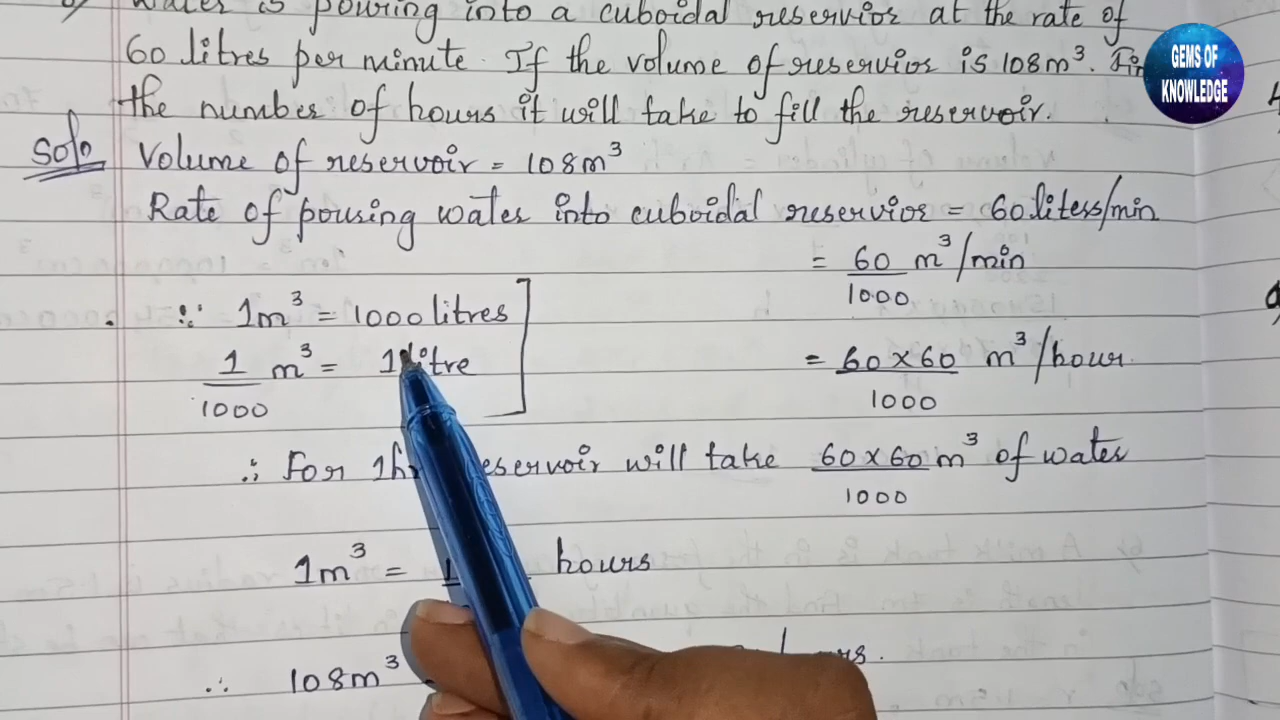 Water is pouring into a cuboidal reservior at the rate of
60 litres per minute. If the volume of reservior is 108m³.
the number of hours it will take to fill the reservoir.
GEMS OF
KNOWLEDGE
Soln Volume of reservoir = 108m³
Rate of pouring water into cuboidal reservior = 60 liters/min
= 60/1000 m³/min
∵ 1m³ = 1000 litres
1/1000 m³ = 1 litre
= 60×60/1000 m³/hour
∴ For 1hr reservoir will take 60×60/1000 m³ of water
1m³ = hours
∴ 108m³